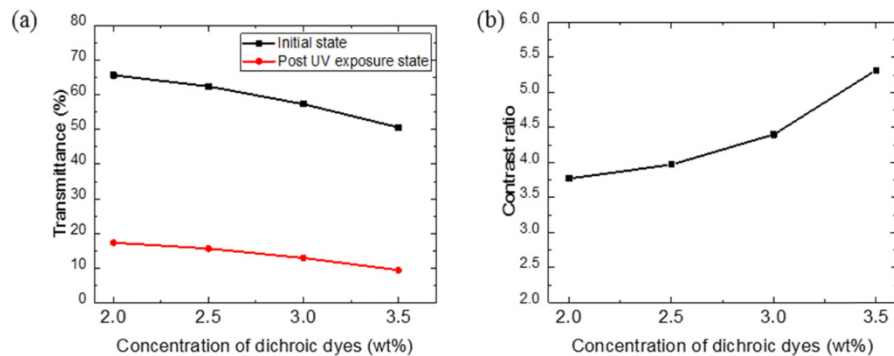 (a)
Transmittance (%)
80
70
60
50
40
30
20
10
0
Initial state
Post UV exposure state
2.0 2.5 3.0 3.5
Concentration of dichroic dyes (wt%)
(b)
Contrast ratio
6.0
5.5
5.0
4.5
4.0
3.5
3.0
2.5
2.0
2.0 2.5 3.0 3.5
Concentration of dichroic dyes (wt%)